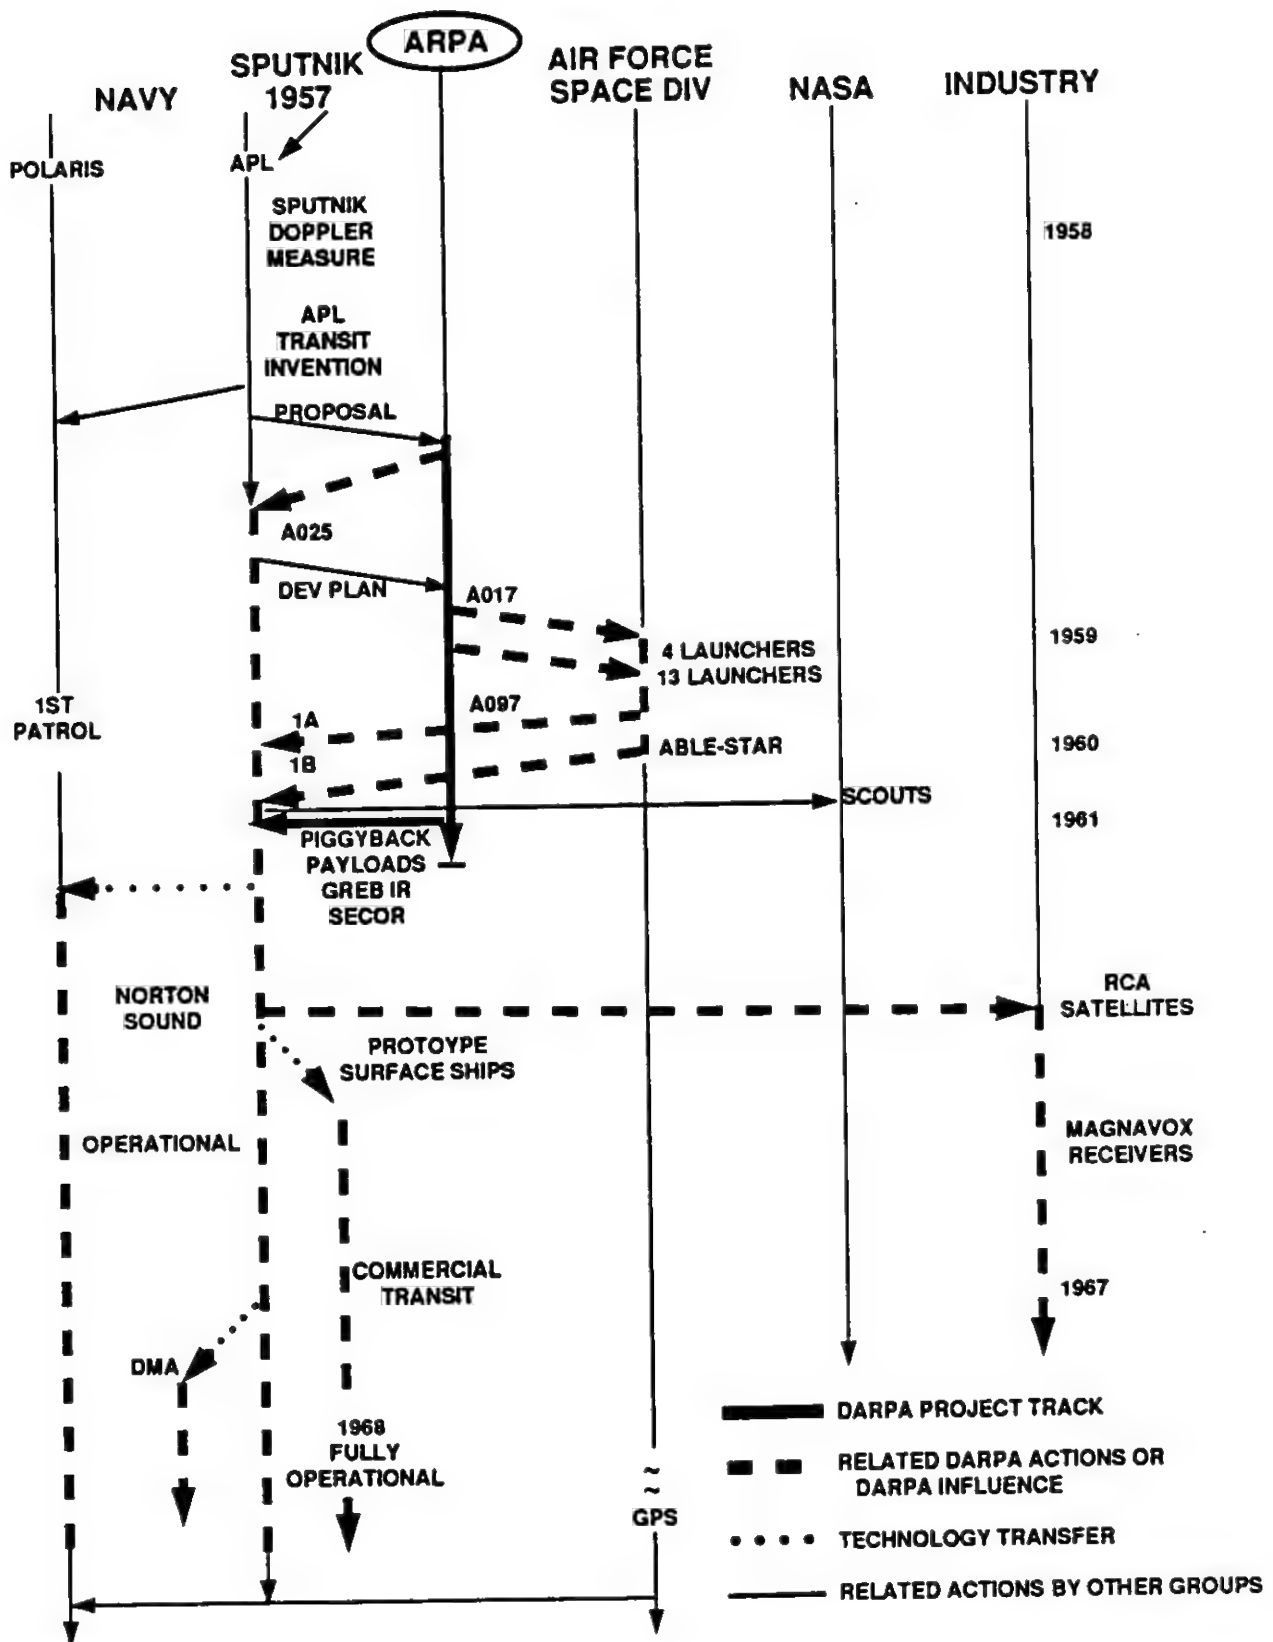 ARPA
SPUTNIK
1957
AIR FORCE
SPACE DIV
NAVY
NASA
INDUSTRY
POLARIS
APL
SPUTNIK
DOPPLER
MEASURE
1958
APL
TRANSIT
INVENTION
PROPOSAL
A025
DEV PLAN
A017
1959
4 LAUNCHERS
13 LAUNCHERS
1ST
PATROL
A097
1A
1B
ABLE-STAR
1960
SCOUTS
1961
PIGGYBACK
PAYLOADS
GREB IR
SECOR
NORTON
SOUND
RCA
SATELLITES
PROTOYPE
SURFACE SHIPS
OPERATIONAL
MAGNAVOX
RECEIVERS
COMMERCIAL
TRANSIT
1967
DMA
1968
FULLY
OPERATIONAL
~
~
GPS
DARPA PROJECT TRACK
RELATED DARPA ACTIONS OR
DARPA INFLUENCE
TECHNOLOGY TRANSFER
RELATED ACTIONS BY OTHER GROUPS